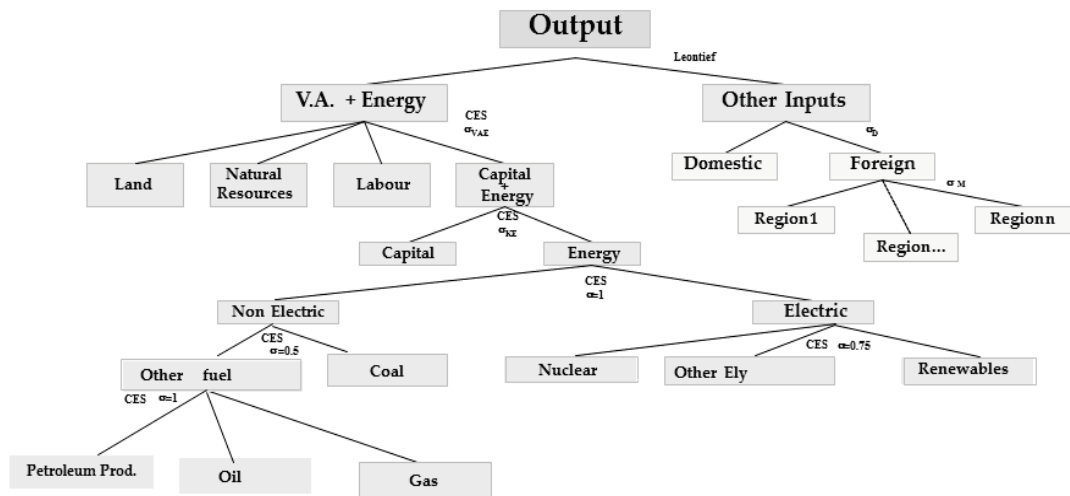 Output
Leontief
V.A. + Energy
Other Inputs
CES
σVAE
σD
Domestic
Foreign
Land
Natural
Resources
Labour
Capital
+
Energy
σM
Region1
Regionn
Region...
CES
σKE
Capital
Energy
CES
σ=1
Non Electric
Electric
CES
σ=0.5
CES σ=0.75
Other fuel
Coal
Nuclear
Other Ely
Renewables
CES σ=1
Petroleum Prod.
Oil
Gas